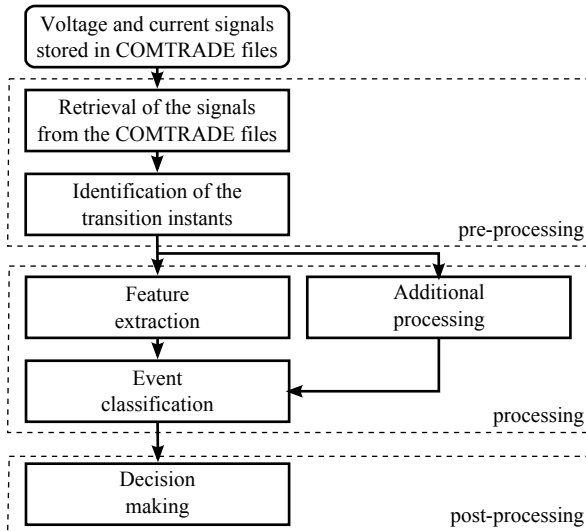 Voltage and current signals
stored in COMTRADE files
Retrieval of the signals
from the COMTRADE files
Identification of the
transition instants
pre-processing
Feature
extraction
Additional
processing
Event
classification
processing
Decision
making
post-processing